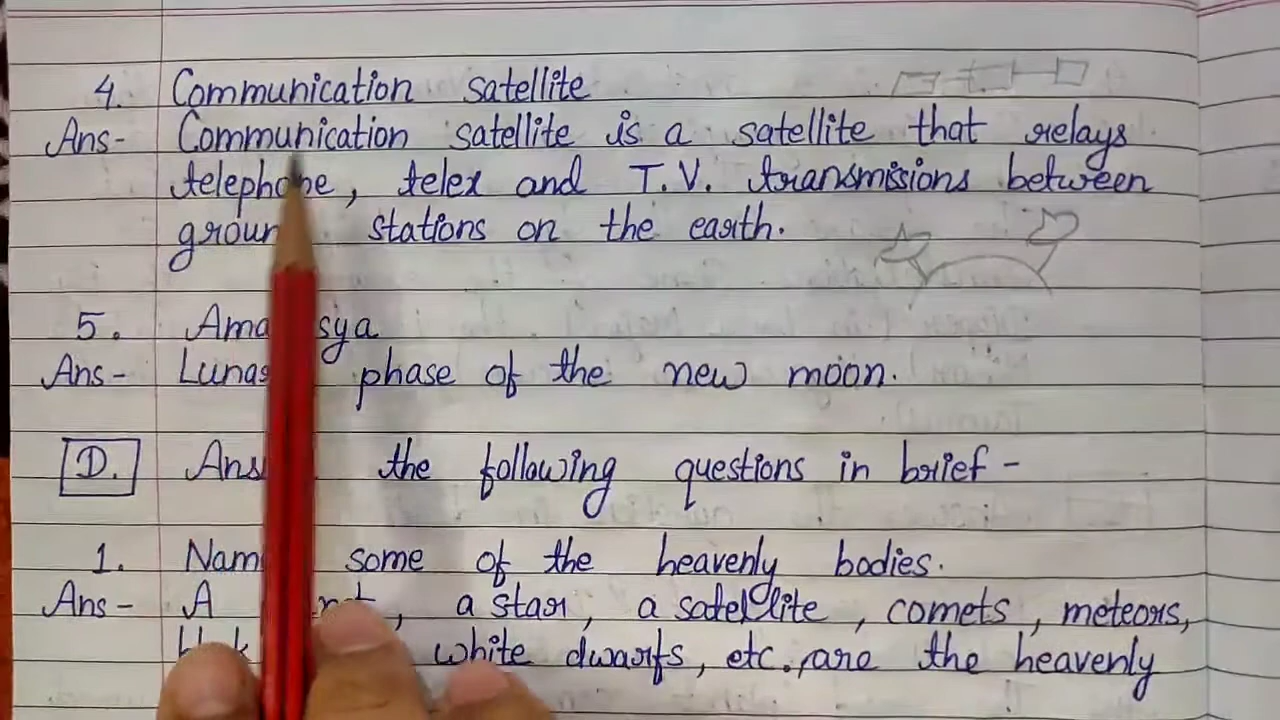 4. Communication satellite
Ans- Communication satellite is a satellite that relays
telephone, telex and T.V. transmissions between
stations on the earth.
5.
Ans- phase of the new moon.
D. the following questions in brief -
1. some of the heavenly bodies.
Ans- A , a star, a satellite, comets, meteors,
white dwarfs, etc. are the heavenly